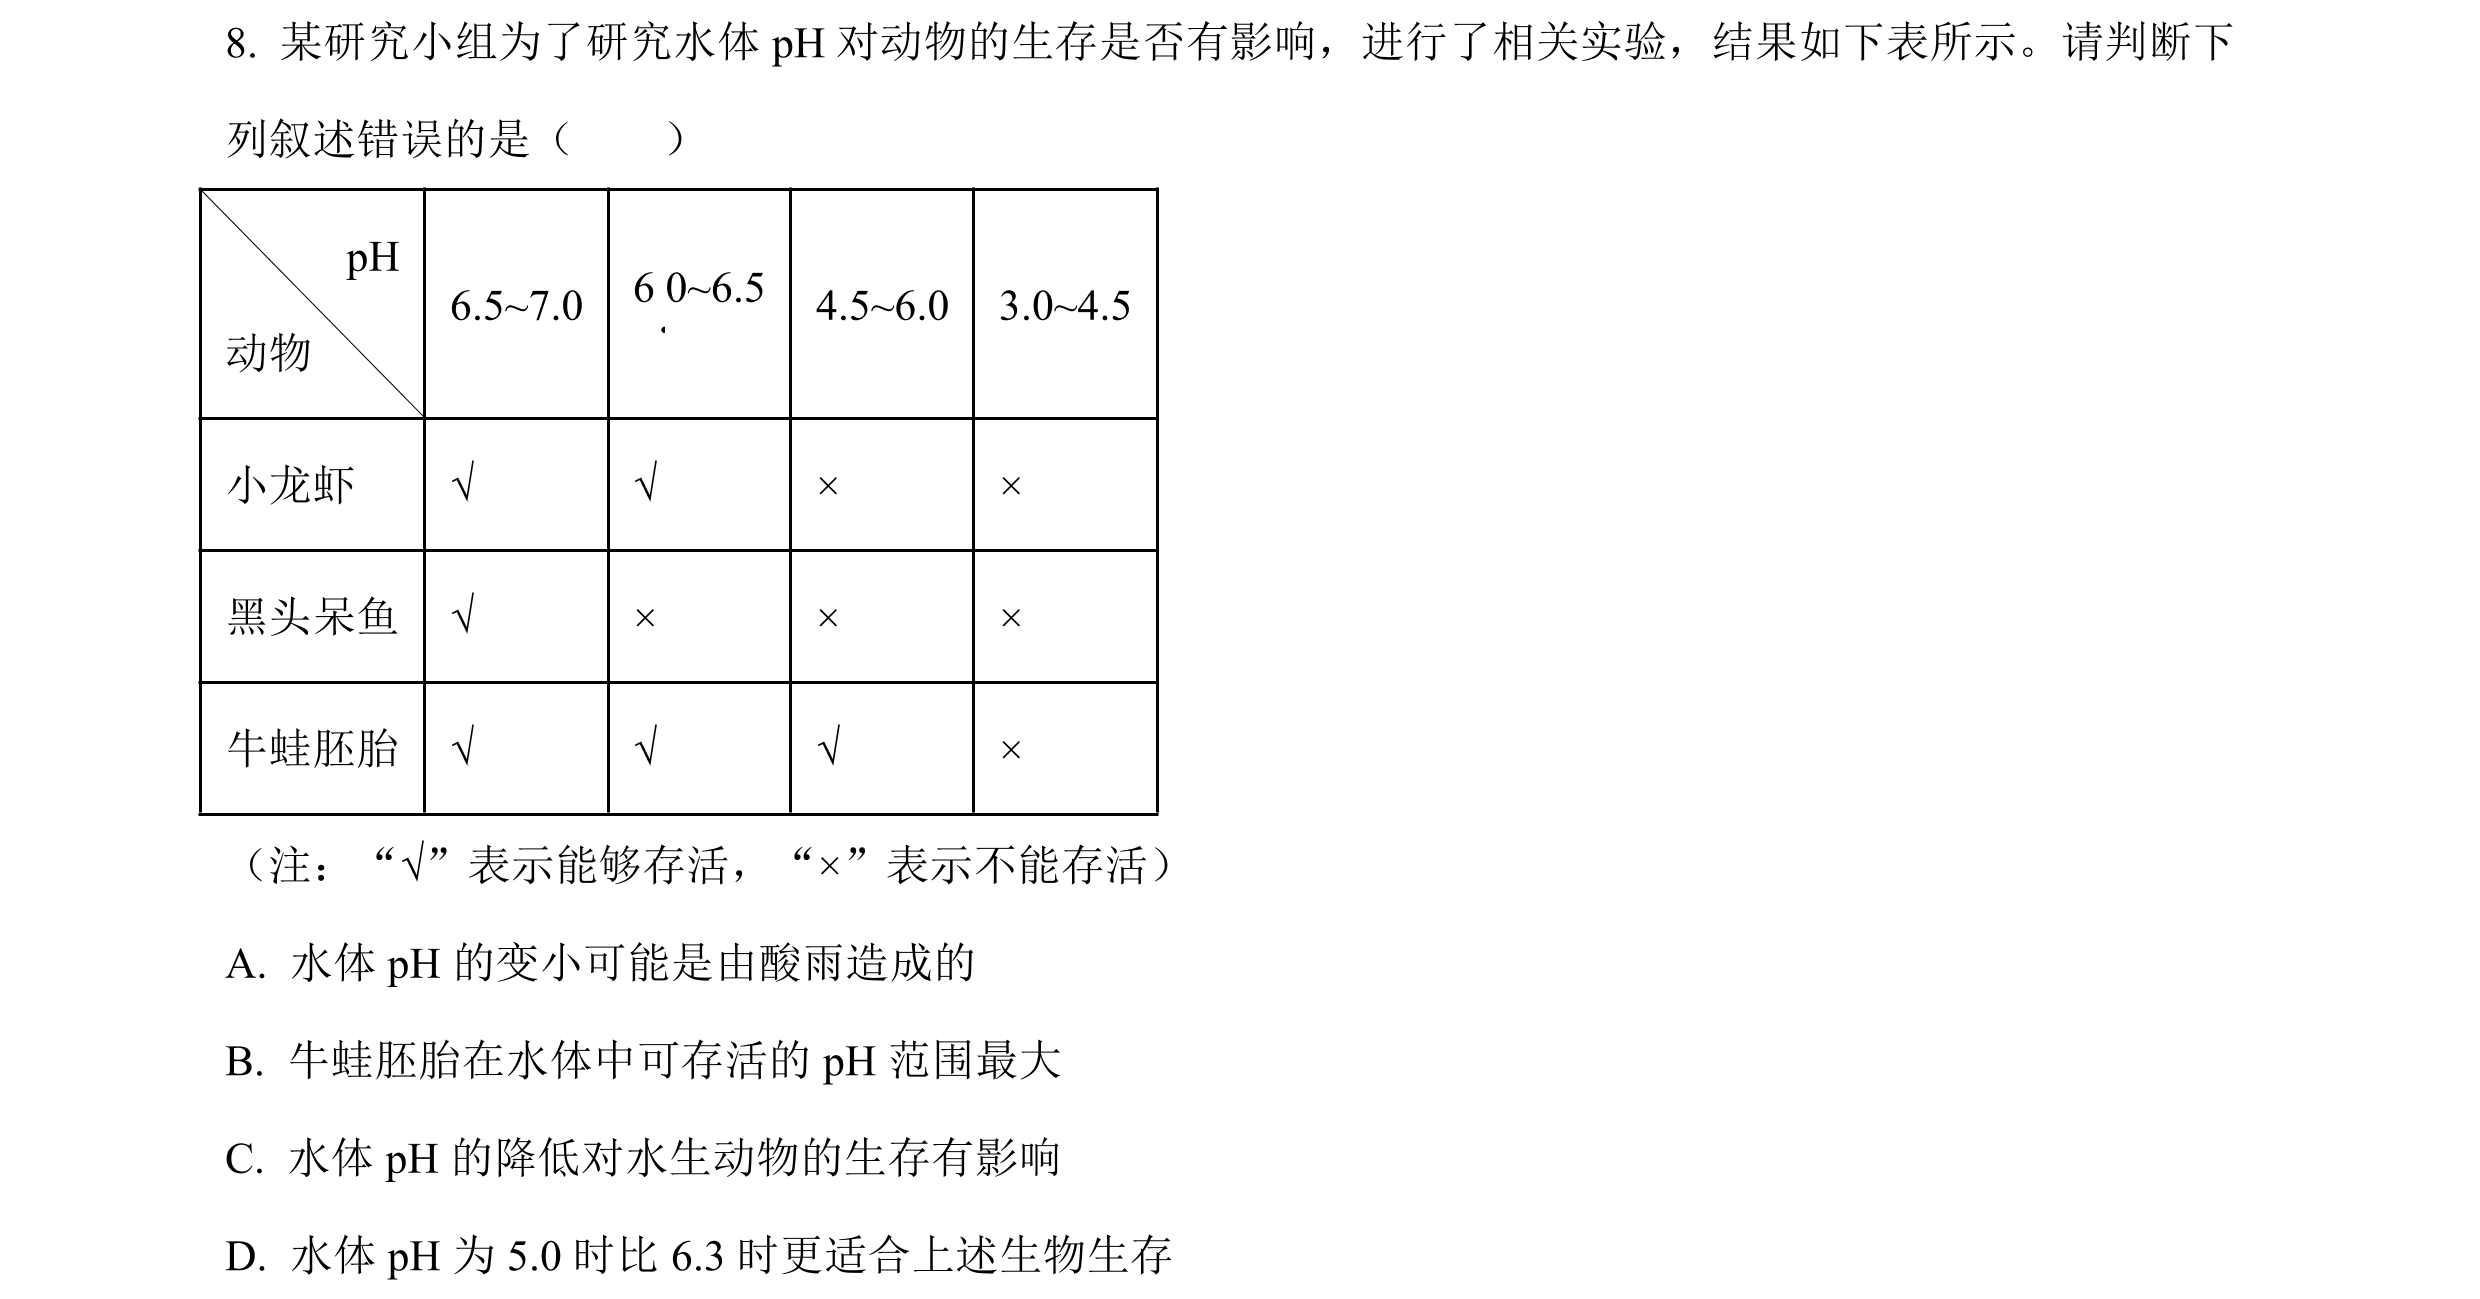 8. 某研究小组为了研究水体 pH 对动物的生存是否有影响，进行了相关实验，结果如下表所示。请判断下
列叙述错误的是（　　）
pH
动物
6.5~7.0
6.0~6.5
4.5~6.0
3.0~4.5
小龙虾 √ √ × ×
黑头呆鱼 √ × × ×
牛蛙胚胎 √ √ √ ×
（注：“√”表示能够存活，“×”表示不能存活）
A. 水体 pH 的变小可能是由酸雨造成的
B. 牛蛙胚胎在水体中可存活的 pH 范围最大
C. 水体 pH 的降低对水生动物的生存有影响
D. 水体 pH 为 5.0 时比 6.3 时更适合上述生物生存